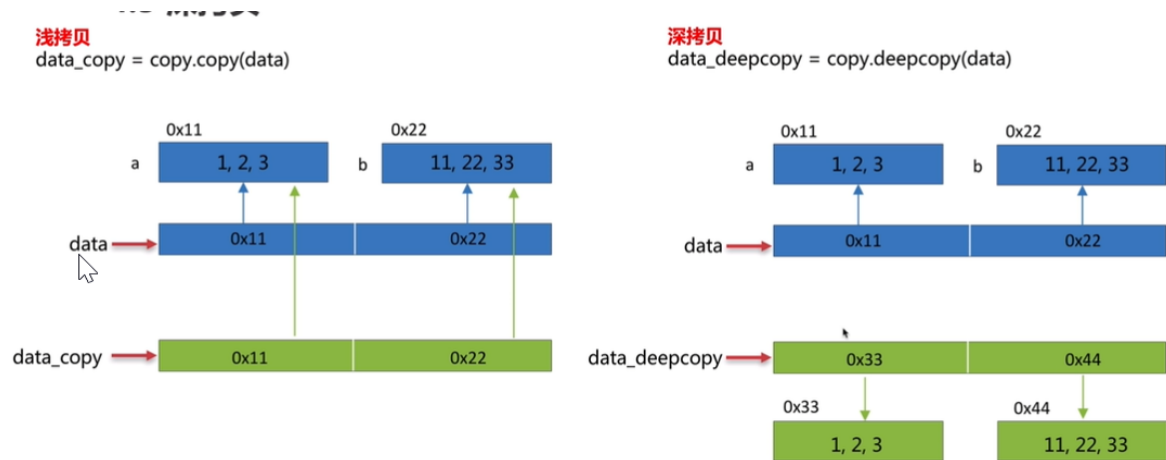 浅拷贝
data_copy = copy.copy(data)
0x11
0x22
a
1, 2, 3
b
11, 22, 33
data
0x11
0x22
data_copy
0x11
0x22
深拷贝
data_deepcopy = copy.deepcopy(data)
0x11
0x22
a
1, 2, 3
b
11, 22, 33
data
0x11
0x22
data_deepcopy
0x33
0x44
0x33
0x44
1, 2, 3
11, 22, 33